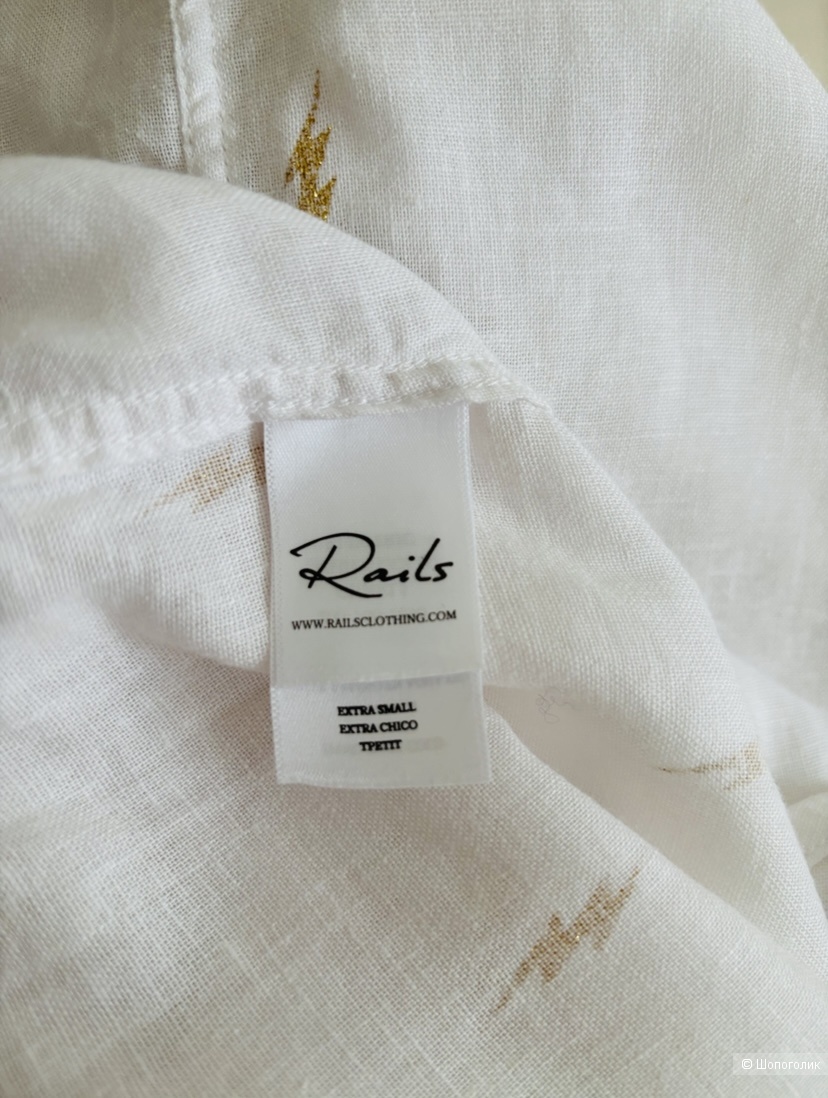 Rails
WWW.RAILSCLOTHING.COM
EXTRA SMALL
EXTRA CHICO
TPETIT
© Шопоголик